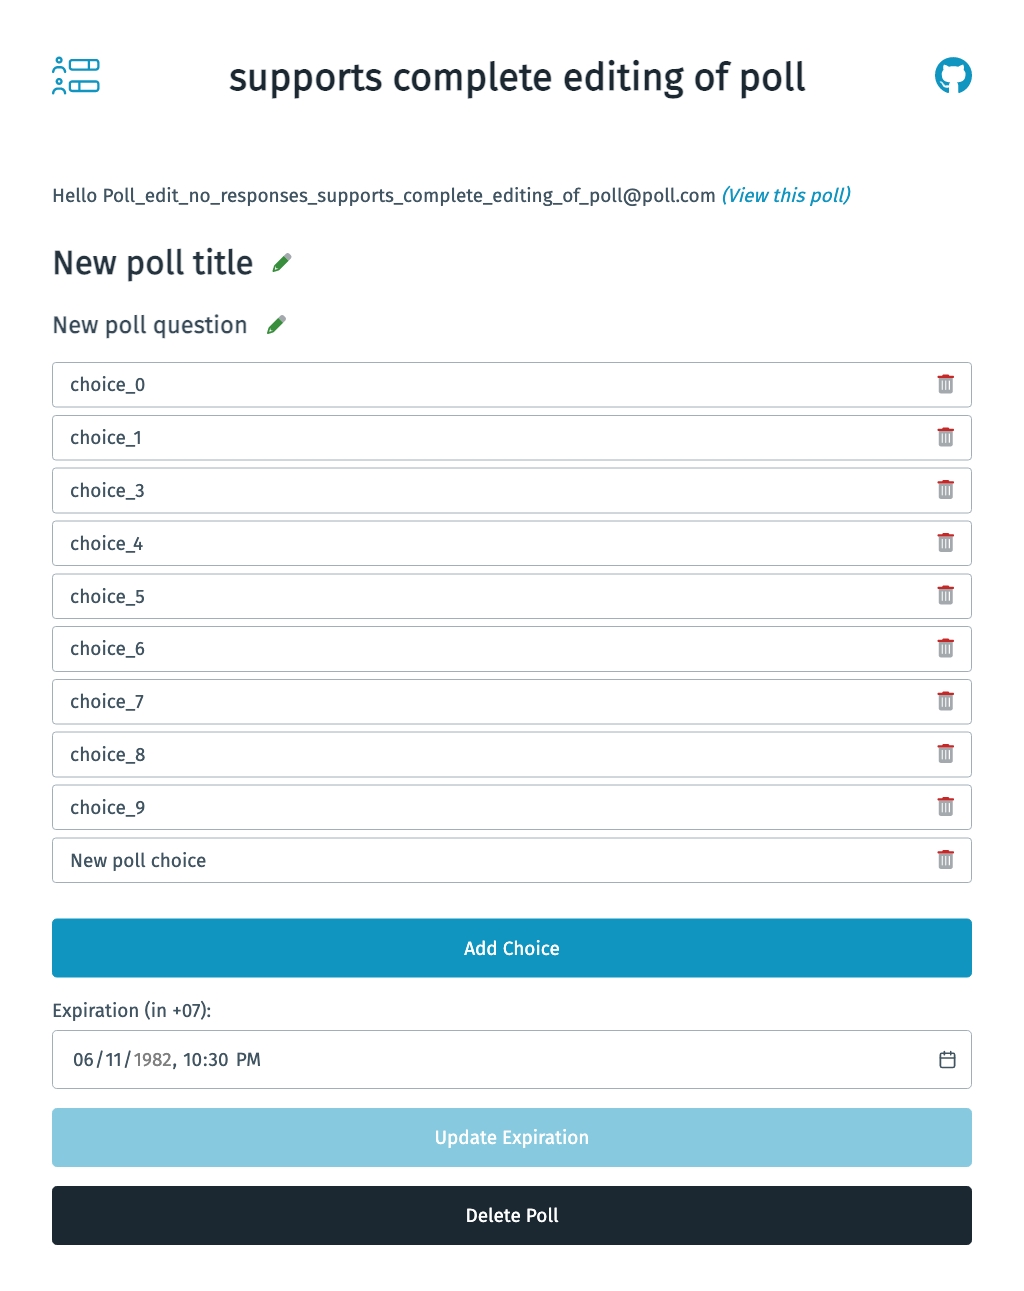 supports complete editing of poll
Hello Poll_edit_no_responses_supports_complete_editing_of_poll@poll.com (View this poll)
New poll title
New poll question
choice_0
choice_1
choice_3
choice_4
choice_5
choice_6
choice_7
choice_8
choice_9
New poll choice
Add Choice
Expiration (in +07):
06/11/1982, 10:30 PM
Update Expiration
Delete Poll